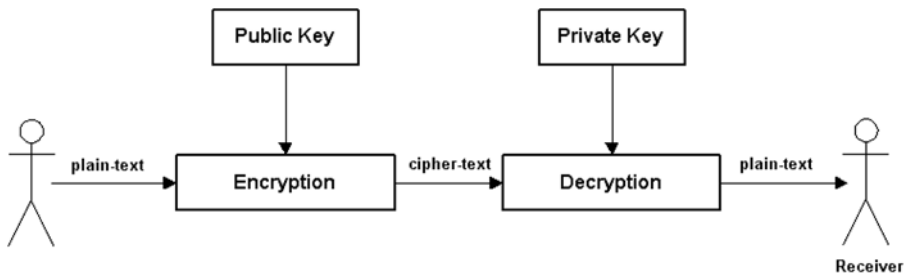 Public Key
Private Key
plain-text
Encryption
cipher-text
Decryption
plain-text
Receiver